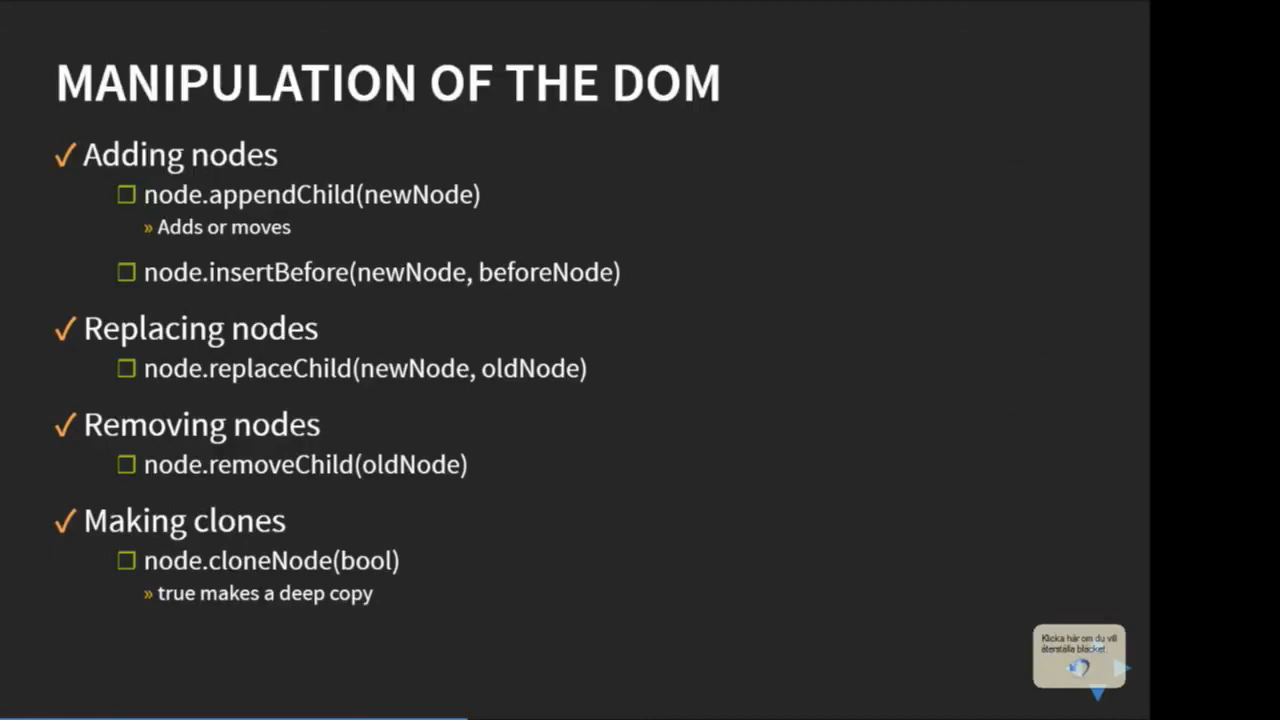 MANIPULATION OF THE DOM
✓ Adding nodes
❐ node.appendChild(newNode)
» Adds or moves
❐ node.insertBefore(newNode, beforeNode)
✓ Replacing nodes
❐ node.replaceChild(newNode, oldNode)
✓ Removing nodes
❐ node.removeChild(oldNode)
✓ Making clones
❐ node.cloneNode(bool)
» true makes a deep copy
Klicka här om du vill
återställa blocket.